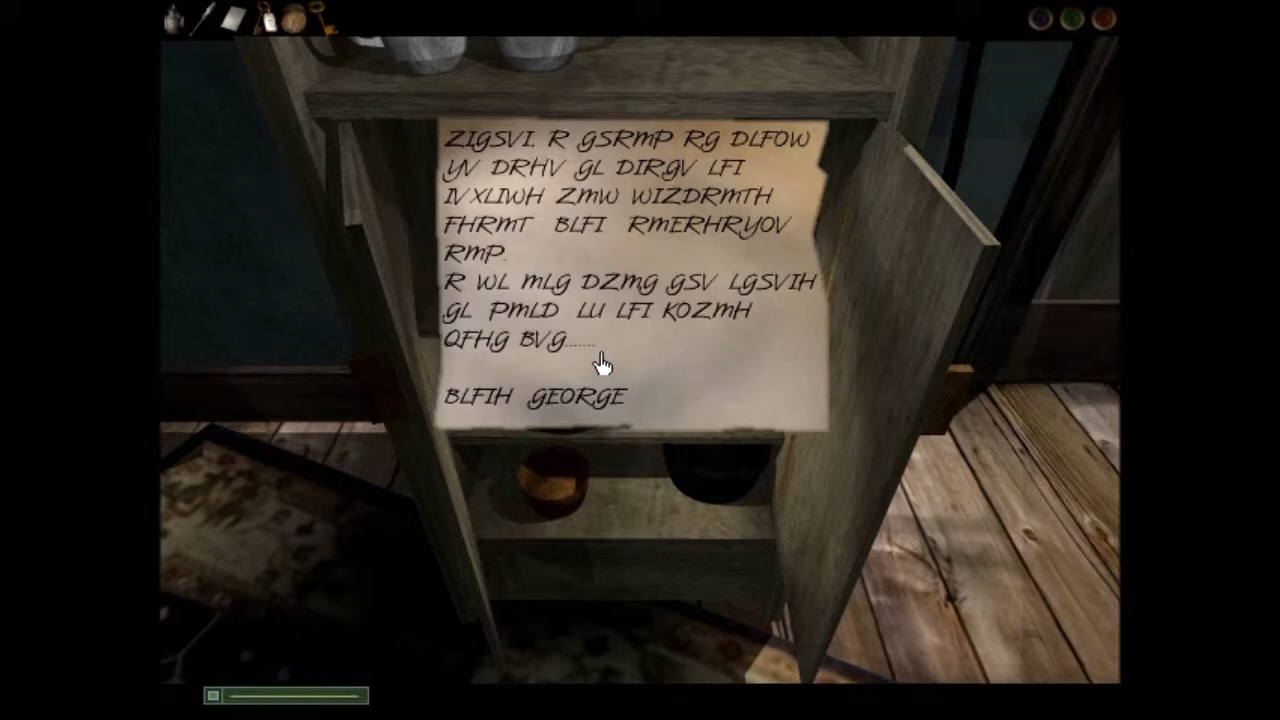 ZIGSVI. R GSRMP RG DLFOW
YV DRHV GL DIRGV LFI
IVXLIWH ZMW WIZDRMTH
FHRMT BLFI RMERHRYOV
RMP.
R WL MLG DZMG GSV LGSVIH
GL PMLD LU LFI KOZMH
QFHG BVG.......
BLFIH GEORGE